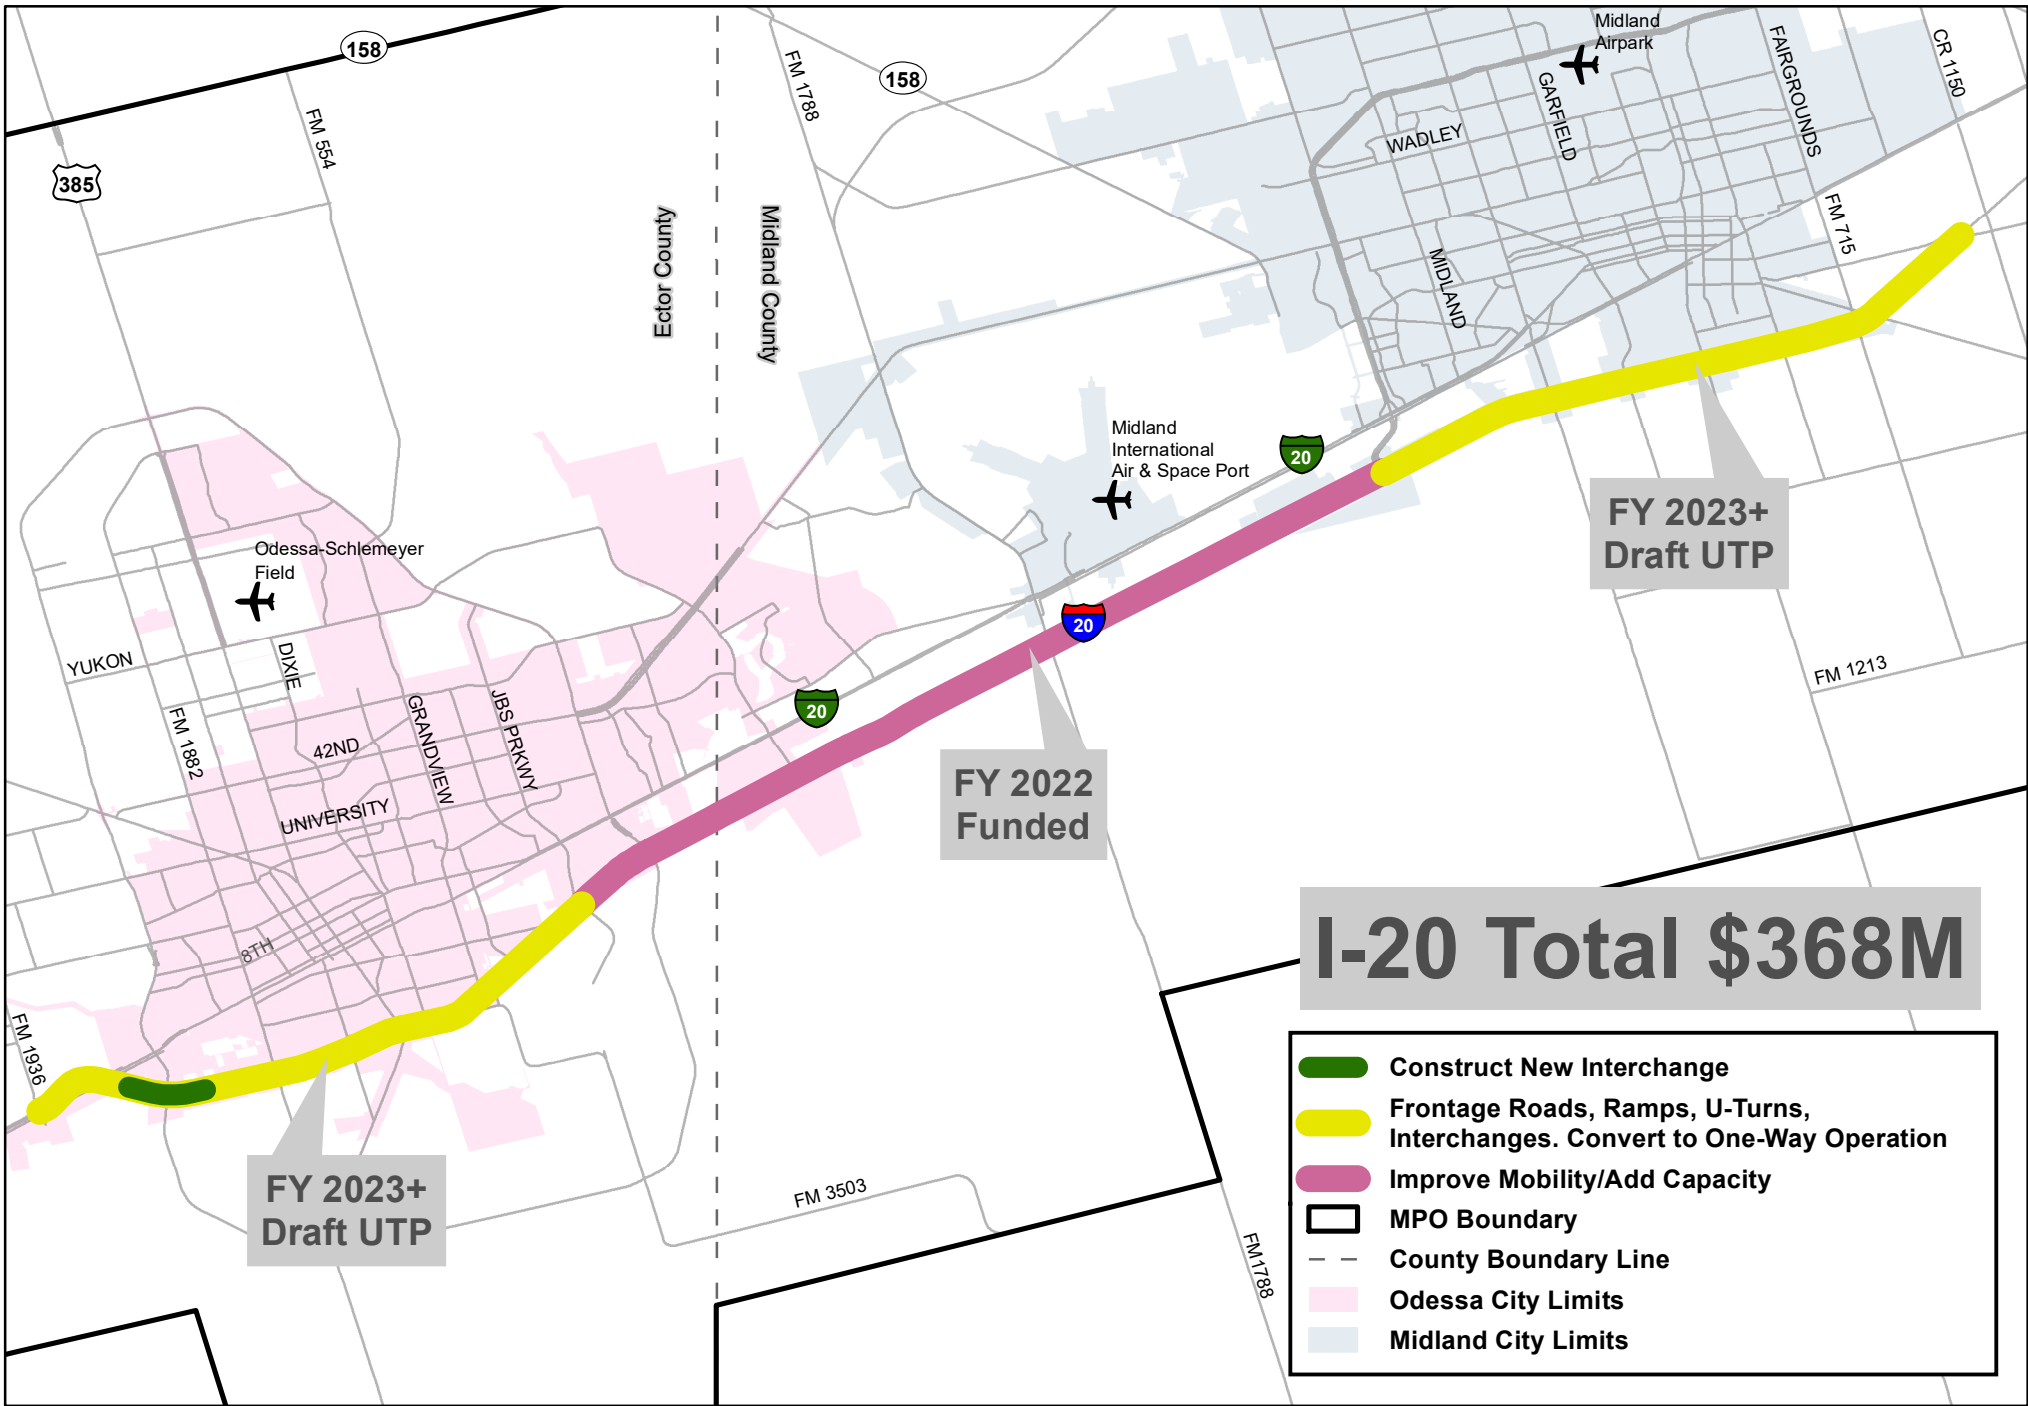 158
FM 554
385
FM 1788
158
Midland
Airpark
GARFIELD
WADLEY
FAIRGROUNDS
CR 1150
Ector County
Midland County
MIDLAND
FM 715
Midland
International
Air & Space Port
20
FY 2023+
Draft UTP
Odessa-Schlemeyer
Field
20
YUKON
DIXIE
FM 1213
20
FM 1882
42ND
GRANDVIEW
JBS PRKWY
UNIVERSITY
FY 2022
Funded
8TH
I-20 Total $368M
FM 1936
FY 2023+
Draft UTP
FM 3503
FM1788
Construct New Interchange
Frontage Roads, Ramps, U-Turns,
Interchanges. Convert to One-Way Operation
Improve Mobility/Add Capacity
MPO Boundary
County Boundary Line
Odessa City Limits
Midland City Limits